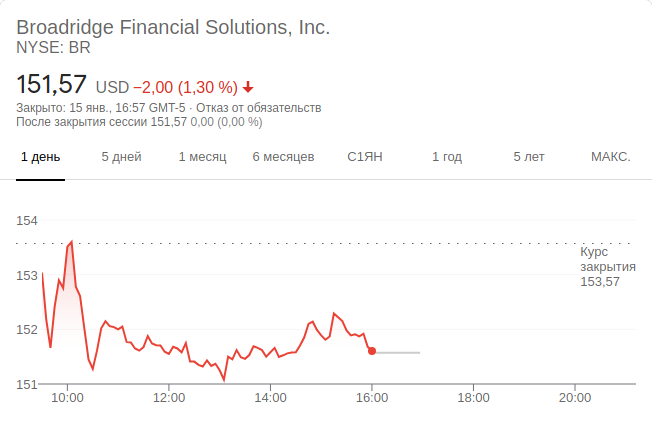 Broadridge Financial Solutions, Inc.
NYSE: BR
151,57 USD −2,00 (1,30 %)
Закрыто: 15 янв., 16:57 GMT-5 · Отказ от обязательств
После закрытия сессии 151,57 0,00 (0,00 %)
1 день 5 дней 1 месяц 6 месяцев С1ЯН 1 год 5 лет МАКС.
154
Курс
закрытия
153,57
153
152
151
10:00 12:00 14:00 16:00 18:00 20:00